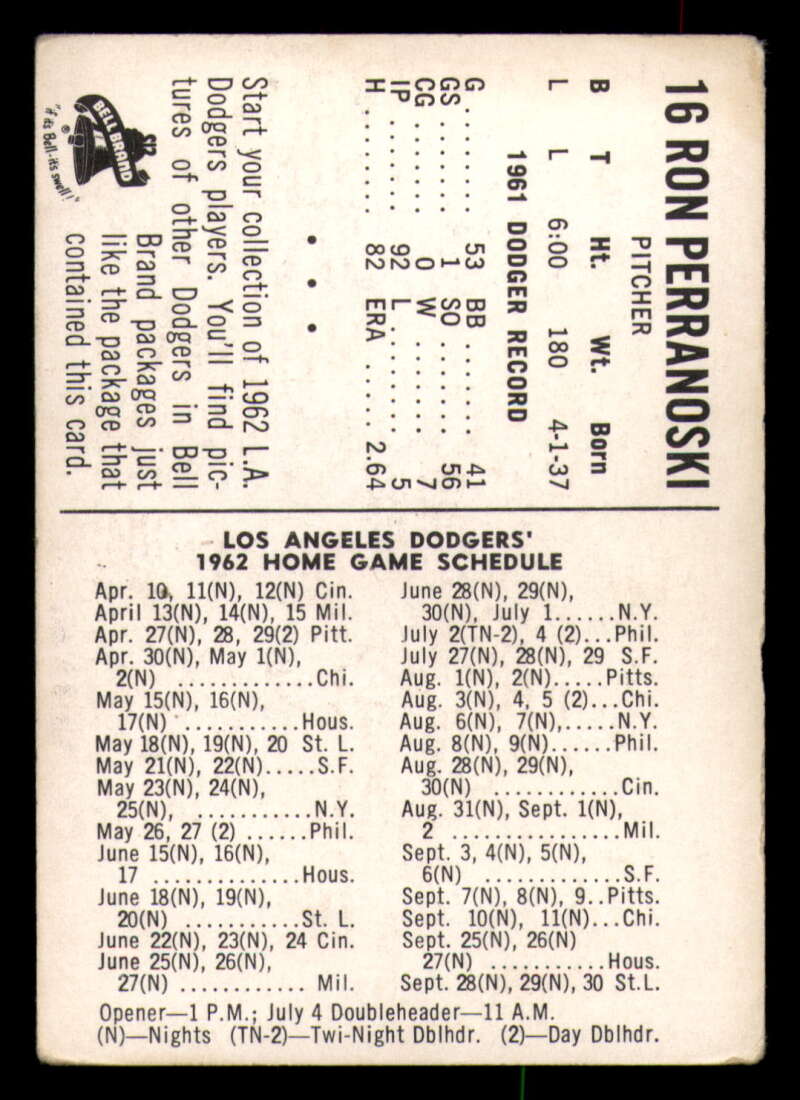 16 RON PERRANOSKI
PITCHER
B T Ht. Wt. Born
L L 6:00 180 4-1-37
1961 DODGER RECORD
G ........ 53 BB ........ 41
GS ....... 1 SO ........ 56
CG ....... 0 W ........ 7
IP ........ 92 L ........ 5
H ........ 82 ERA ..... 2.64
• • •
Start your collection of 1962 L.A.
Dodgers players. You'll find pic-
tures of other Dodgers in Bell
Brand packages just
like the package that
contained this card.
BELL BRAND
®
"if it's Bell-it's swell!"
LOS ANGELES DODGERS'
1962 HOME GAME SCHEDULE
Apr. 10, 11(N), 12(N) Cin.
April 13(N), 14(N), 15 Mil.
Apr. 27(N), 28, 29(2) Pitt.
Apr. 30(N), May 1(N),
2(N) .............Chi.
May 15(N), 16(N),
17(N) ...........Hous.
May 18(N), 19(N), 20 St. L.
May 21(N), 22(N).....S.F.
May 23(N), 24(N),
25(N), ...........N.Y.
May 26, 27 (2) ......Phil.
June 15(N), 16(N),
17 ..............Hous.
June 18(N), 19(N),
20(N) ...........St. L.
June 22(N), 23(N), 24 Cin.
June 25(N), 26(N),
27(N) ............ Mil.
June 28(N), 29(N),
30(N), July 1......N.Y.
July 2(TN-2), 4 (2)...Phil.
July 27(N), 28(N), 29 S.F.
Aug. 1(N), 2(N).....Pitts.
Aug. 3(N), 4, 5 (2)...Chi.
Aug. 6(N), 7(N),.....N.Y.
Aug. 8(N), 9(N)......Phil.
Aug. 28(N), 29(N),
30(N) ............Cin.
Aug. 31(N), Sept. 1(N),
2 ................Mil.
Sept. 3, 4(N), 5(N),
6(N) .............S.F.
Sept. 7(N), 8(N), 9..Pitts.
Sept. 10(N), 11(N)...Chi.
Sept. 25(N), 26(N)
27(N) ...........Hous.
Sept. 28(N), 29(N), 30 St.L.
Opener—1 P.M.; July 4 Doubleheader—11 A.M.
(N)—Nights (TN-2)—Twi-Night Dblhdr. (2)—Day Dblhdr.